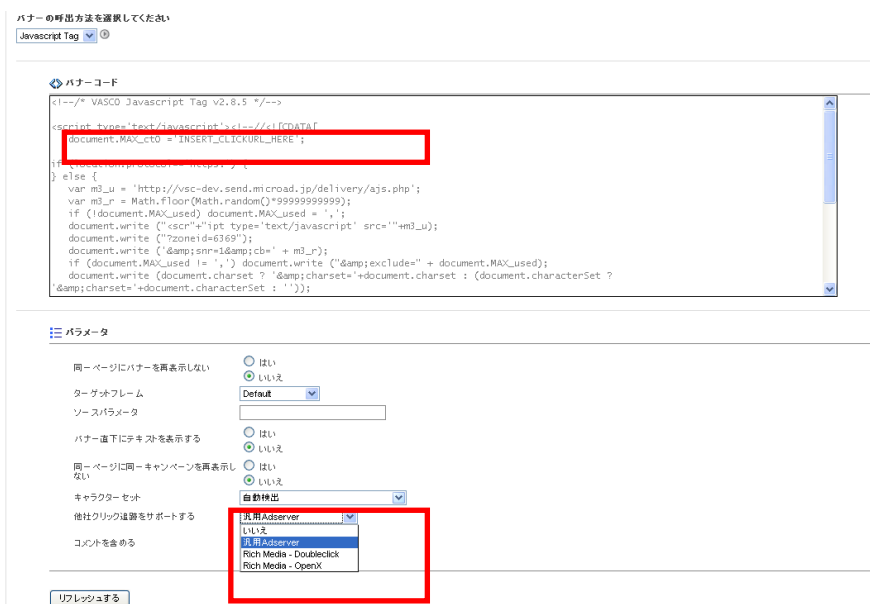 バナーの呼出方法を選択してください
Javascript Tag
バナーコード
<!--/* VASCO Javascript Tag v2.8.5 */-->
<script type='text/javascript'><!--//<![CDATA[
document.MAX_ct0 ='INSERT_CLICKURL_HERE';
if (location.protocol=='https:') {
} else {
var m3_u = 'http://vsc-dev.send.microad.jp/delivery/ajs.php';
var m3_r = Math.floor(Math.random()*99999999999);
if (!document.MAX_used) document.MAX_used = ',';
document.write ("<scr"+"ipt type='text/javascript' src='"+m3_u);
document.write ("?zoneid=6369");
document.write ('&amp;snr=1&amp;cb=' + m3_r);
if (document.MAX_used != ',') document.write ("&amp;exclude=" + document.MAX_used);
document.write (document.charset ? '&amp;charset='+document.charset : (document.characterSet ?
'&amp;charset='+document.characterSet : ''));
パラメータ
同一ページにバナーを再表示しない
はい
いいえ
ターゲットフレーム
Default
ソースパラメータ
バナー直下にテキストを表示する
はい
いいえ
同一ページに同一キャンペーンを再表示し
ない
はい
いいえ
キャラクターセット
自動検出
他社クリック追跡をサポートする
汎用Adserver
いいえ
汎用Adserver
Rich Media - Doubleclick
Rich Media - OpenX
コメントを含める
リフレッシュする